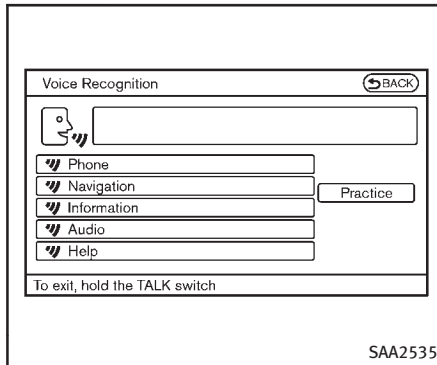 Voice Recognition
BACK
Phone
Navigation
Practice
Information
Audio
Help
To exit, hold the TALK switch
SAA2535